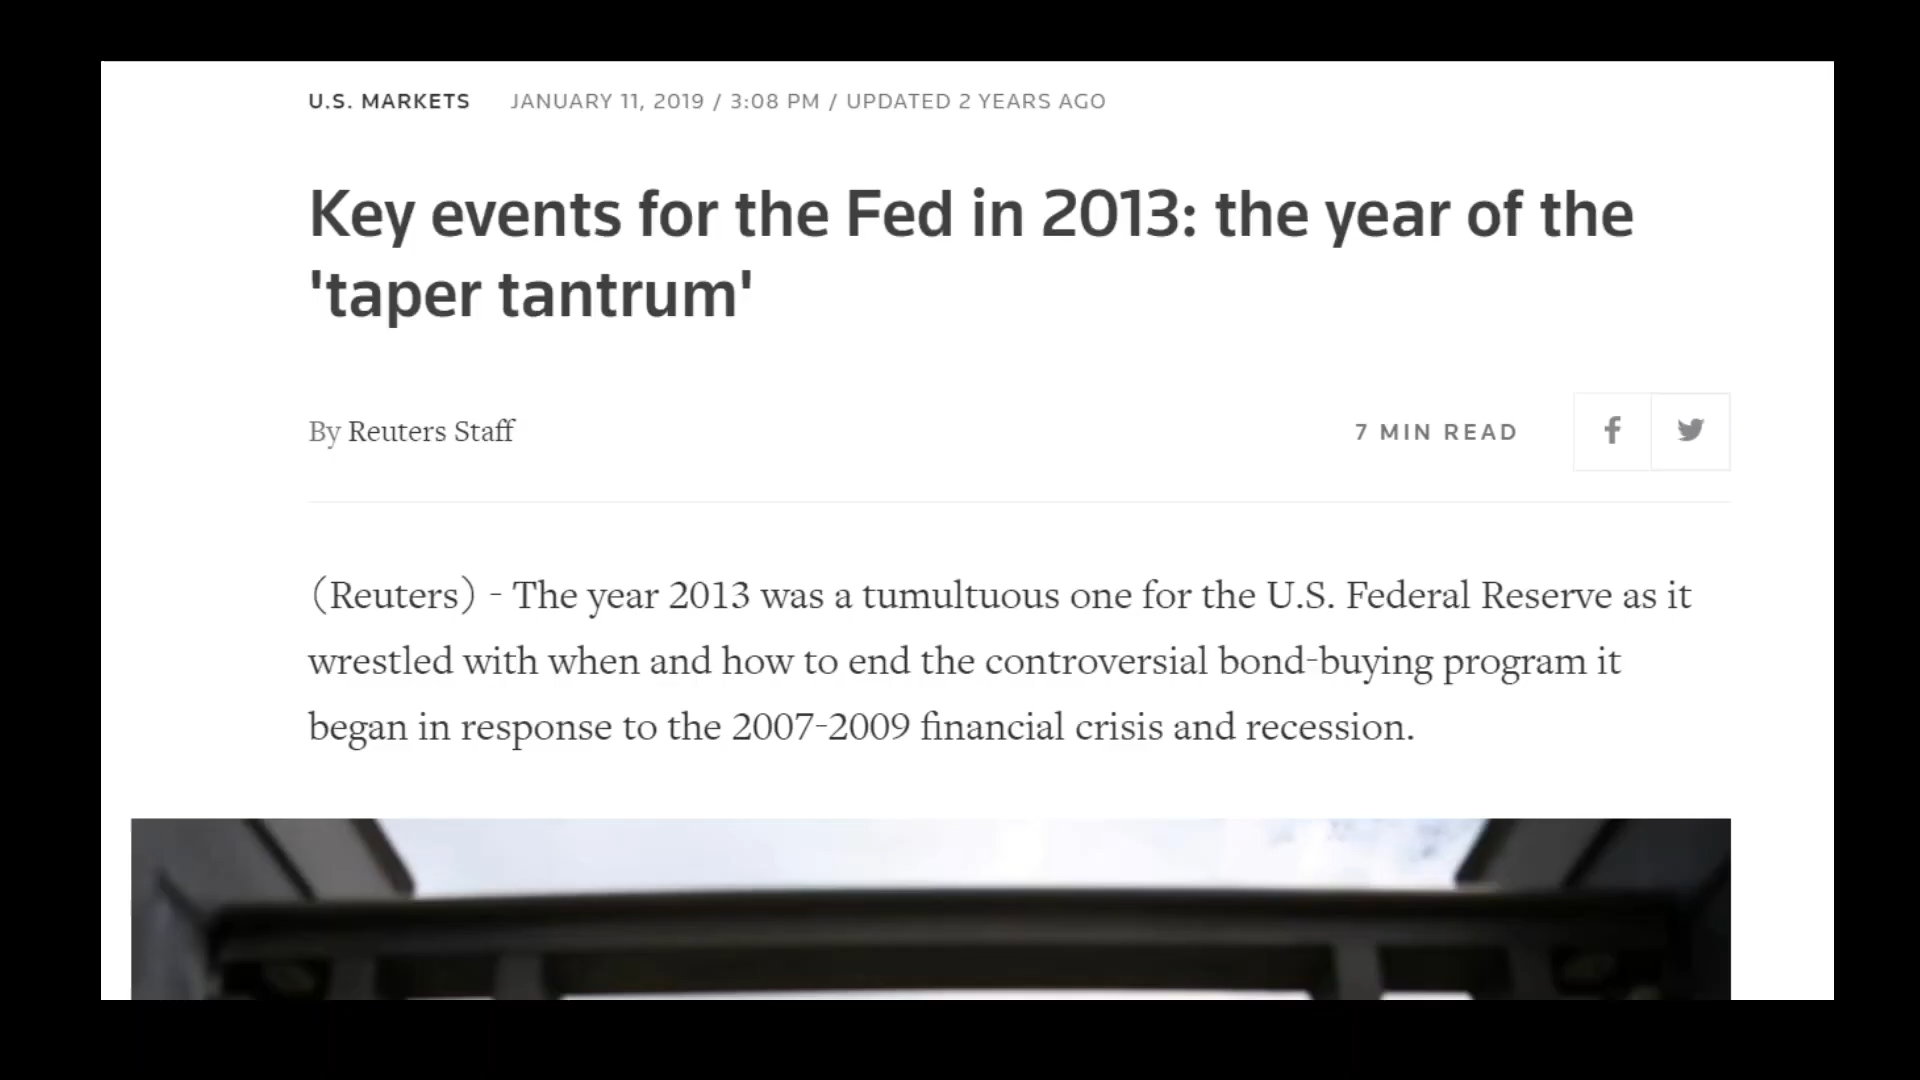 U.S. MARKETS JANUARY 11, 2019 / 3:08 PM / UPDATED 2 YEARS AGO
Key events for the Fed in 2013: the year of the
'taper tantrum'
By Reuters Staff 7 MIN READ
(Reuters) - The year 2013 was a tumultuous one for the U.S. Federal Reserve as it
wrestled with when and how to end the controversial bond-buying program it
began in response to the 2007-2009 financial crisis and recession.